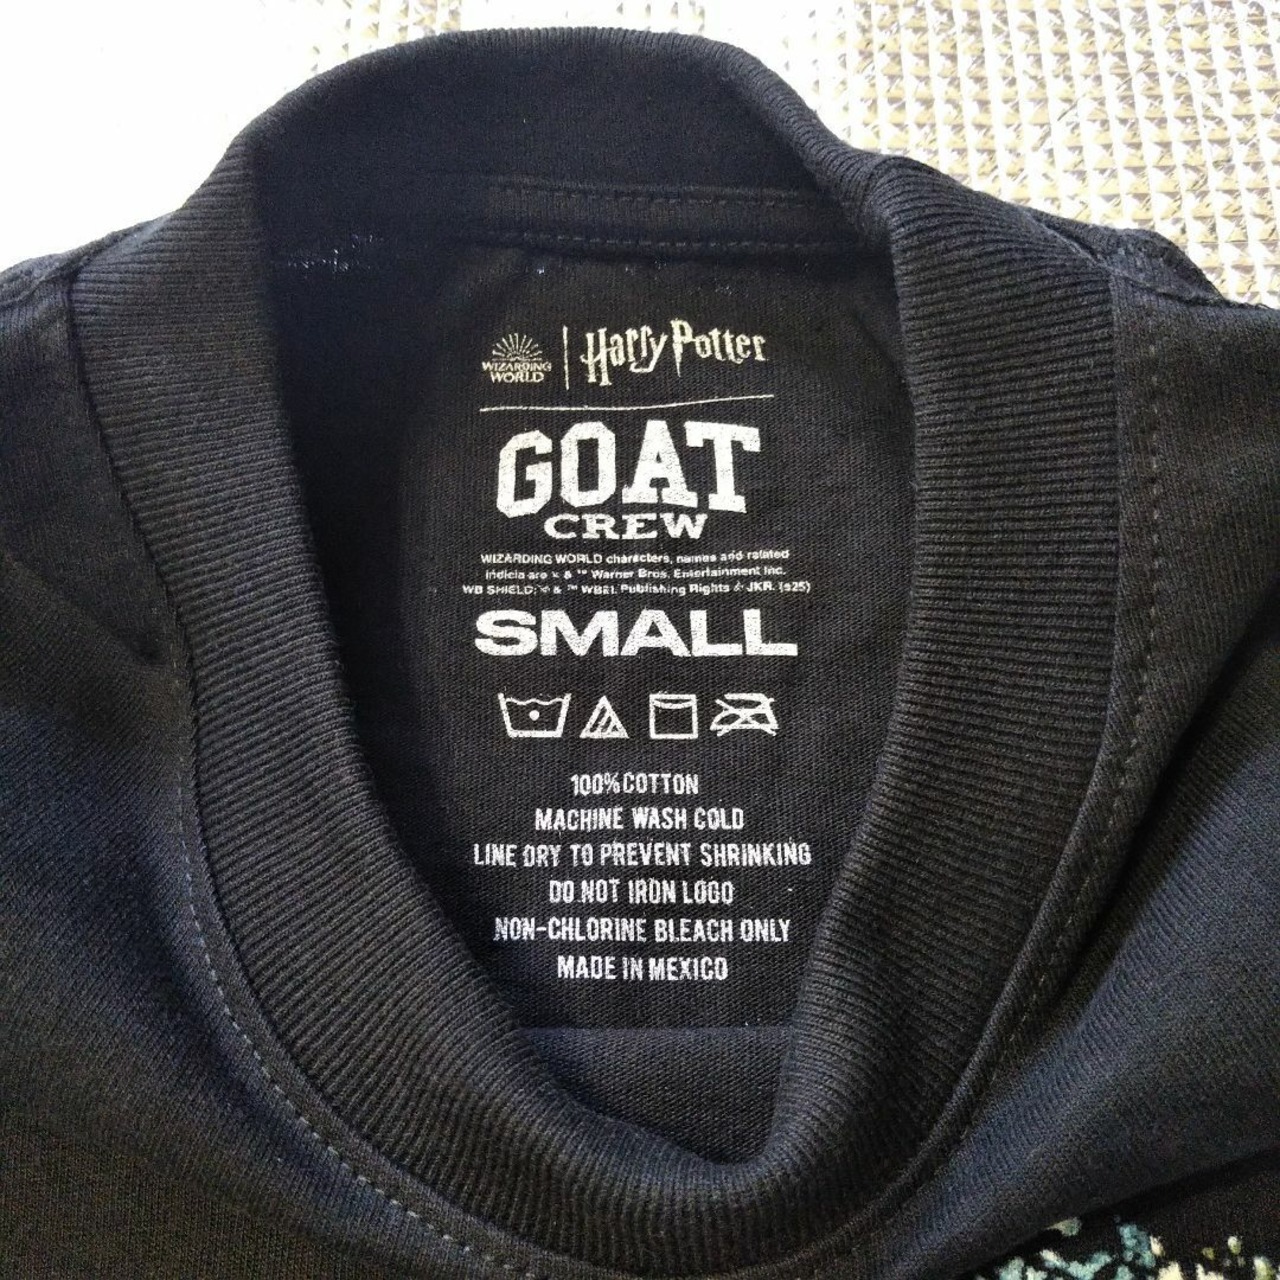 WIZARDING
WORLD
Harry Potter
GOAT
CREW
WIZARDING WORLD characters, names and related
indicia are © & ™ Warner Bros. Entertainment Inc.
WB SHIELD: © & ™ WBEI. Publishing Rights © JKR. (s25)
SMALL
100% COTTON
MACHINE WASH COLD
LINE DRY TO PREVENT SHRINKING
DO NOT IRON LOGO
NON-CHLORINE BLEACH ONLY
MADE IN MEXICO